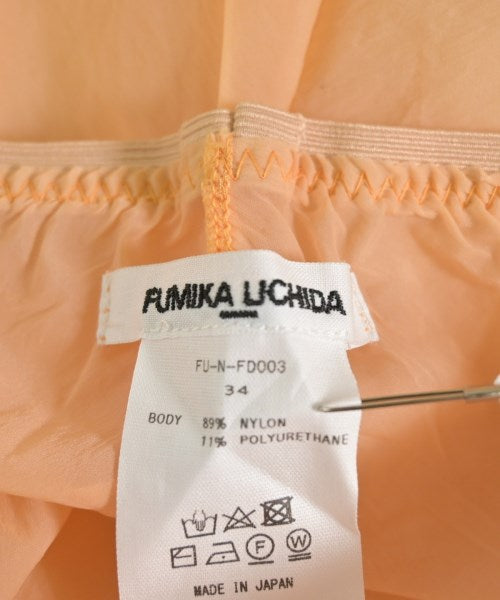 FUMIKA UCHIDA
FU-N-FD003
34
BODY 89% NYLON
11% POLYURETHANE
F W
MADE IN JAPAN